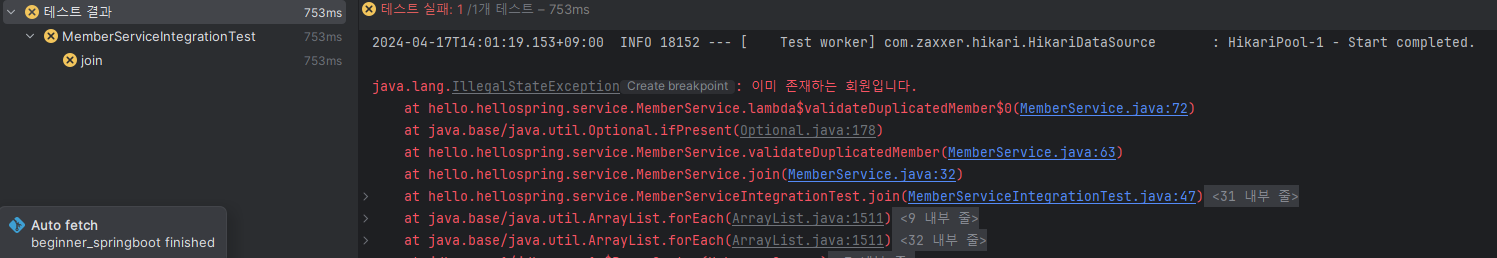 테스트 결과 753ms
MemberServiceIntegrationTest 753ms
join 753ms
Auto fetch
beginner_springboot finished
테스트 실패: 1 /1개 테스트 – 753ms
2024-04-17T14:01:19.153+09:00  INFO 18152 --- [    Test worker] com.zaxxer.hikari.HikariDataSource       : HikariPool-1 - Start completed.
java.lang.IllegalStateException Create breakpoint : 이미 존재하는 회원입니다.
at hello.hellospring.service.MemberService.lambda$validateDuplicatedMember$0(MemberService.java:72)
at java.base/java.util.Optional.ifPresent(Optional.java:178)
at hello.hellospring.service.MemberService.validateDuplicatedMember(MemberService.java:63)
at hello.hellospring.service.MemberService.join(MemberService.java:32)
at hello.hellospring.service.MemberServiceIntegrationTest.join(MemberServiceIntegrationTest.java:47) <31 내부 줄>
at java.base/java.util.ArrayList.forEach(ArrayList.java:1511) <9 내부 줄>
at java.base/java.util.ArrayList.forEach(ArrayList.java:1511) <32 내부 줄>